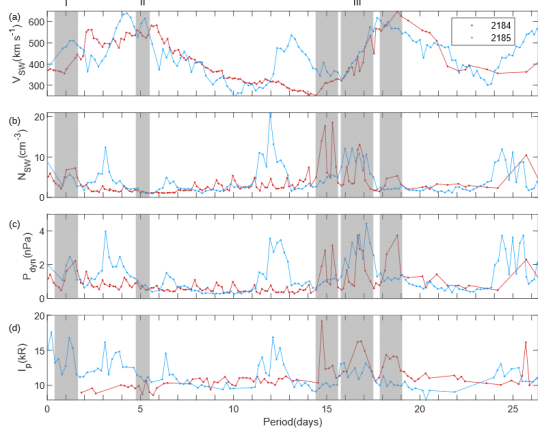 I II III
(a)
V_SW (km s⁻¹)
600
500
400
300
2184
2185
(b)
N_SW (cm⁻³)
20
10
0
(c)
P_dyn (nPa)
4
2
0
(d)
I_p (kR)
20
15
10
0 5 10 15 20 25
Period(days)